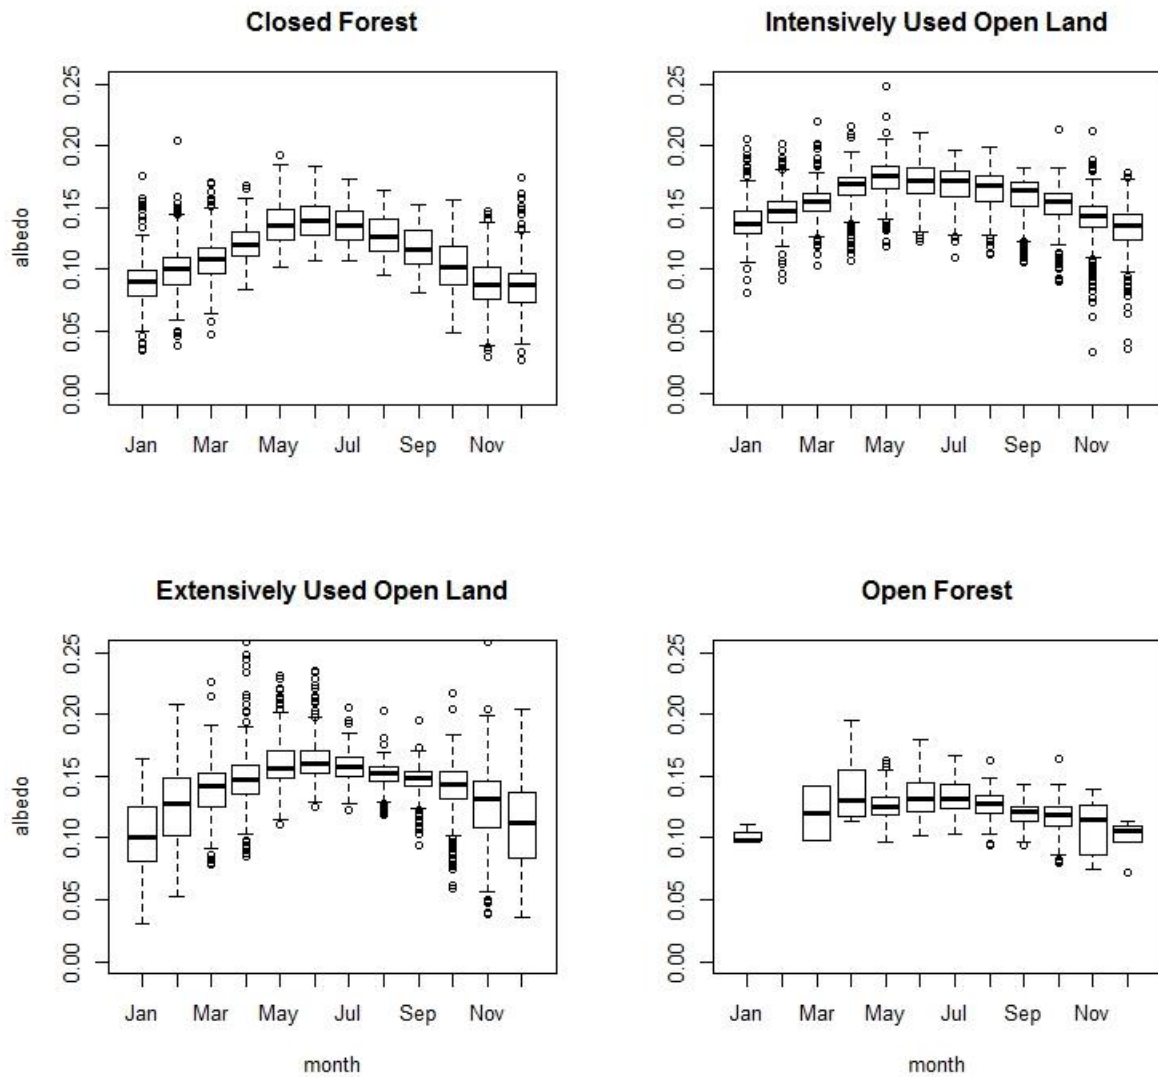 Closed Forest
albedo
0.00 0.05 0.10 0.15 0.20 0.25
Jan Mar May Jul Sep Nov
Intensively Used Open Land
0.00 0.05 0.10 0.15 0.20 0.25
Jan Mar May Jul Sep Nov
Extensively Used Open Land
albedo
0.00 0.05 0.10 0.15 0.20 0.25
Jan Mar May Jul Sep Nov
month
Open Forest
0.00 0.05 0.10 0.15 0.20 0.25
Jan Mar May Jul Sep Nov
month